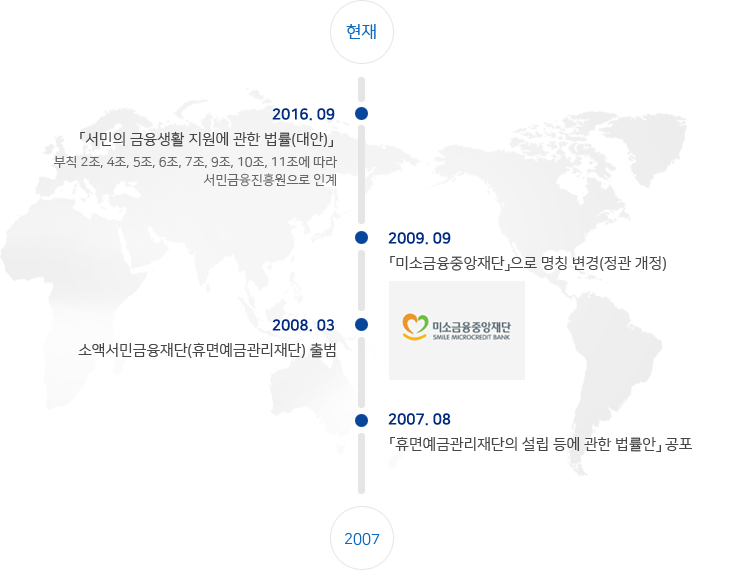 현재
2016. 09
「서민의 금융생활 지원에 관한 법률(대안)」
부칙 2조, 4조, 5조, 6조, 7조, 9조, 10조, 11조에 따라
서민금융진흥원으로 인계
2009. 09
「미소금융중앙재단」으로 명칭 변경(정관 개정)
미소금융중앙재단
SMILE MICROCREDIT BANK
2008. 03
소액서민금융재단(휴면예금관리재단) 출범
2007. 08
「휴면예금관리재단의 설립 등에 관한 법률안」 공포
2007